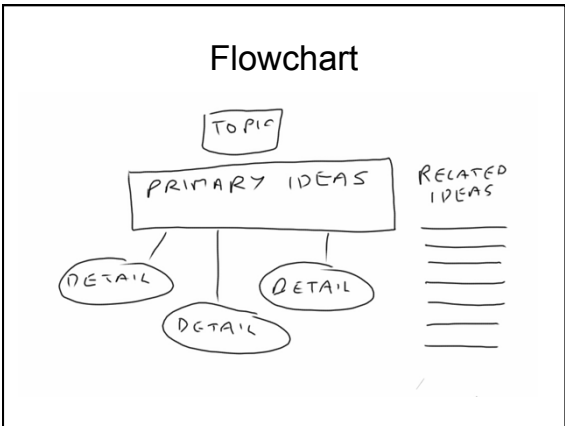 Flowchart
TOPIC
PRIMARY IDEAS
RELATED
IDEAS
DETAIL
DETAIL
DETAIL